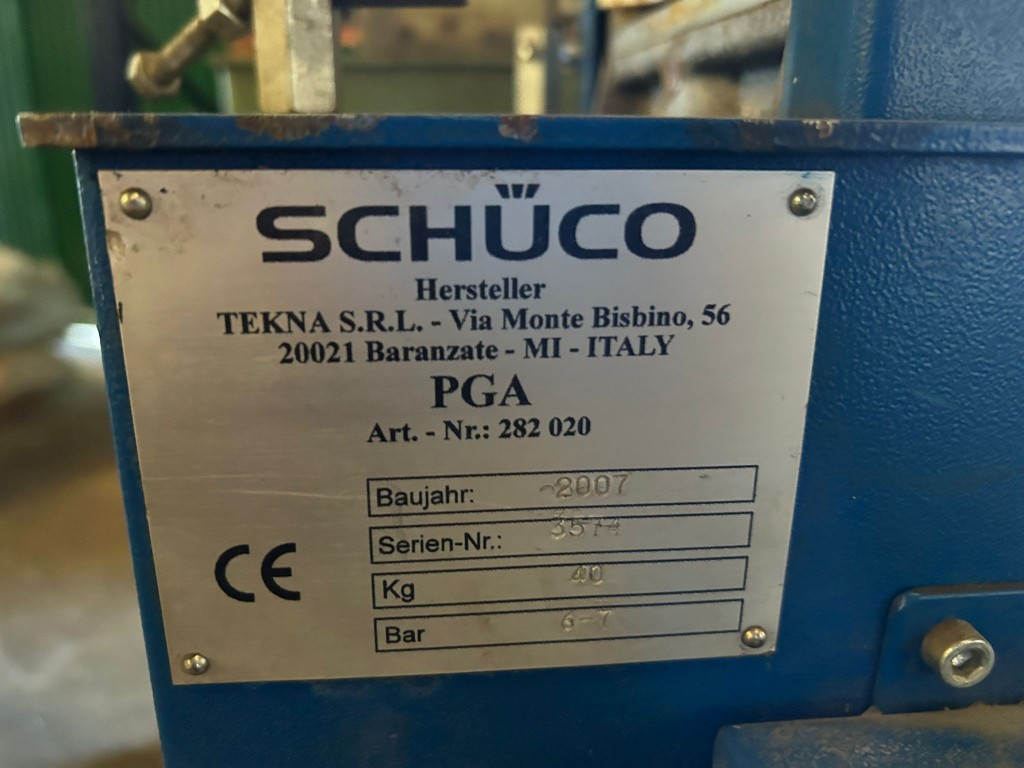 SCHÜCO
Hersteller
TEKNA S.R.L. - Via Monte Bisbino, 56
20021 Baranzate - MI - ITALY
PGA
Art. - Nr.: 282 020
Baujahr: 2007
Serien-Nr.: 3574
Kg 40
Bar 6-7
CE